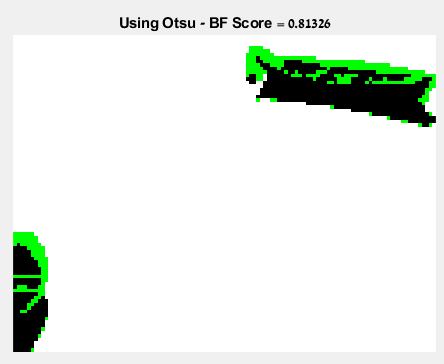 Using Otsu - BF Score = 0.81326